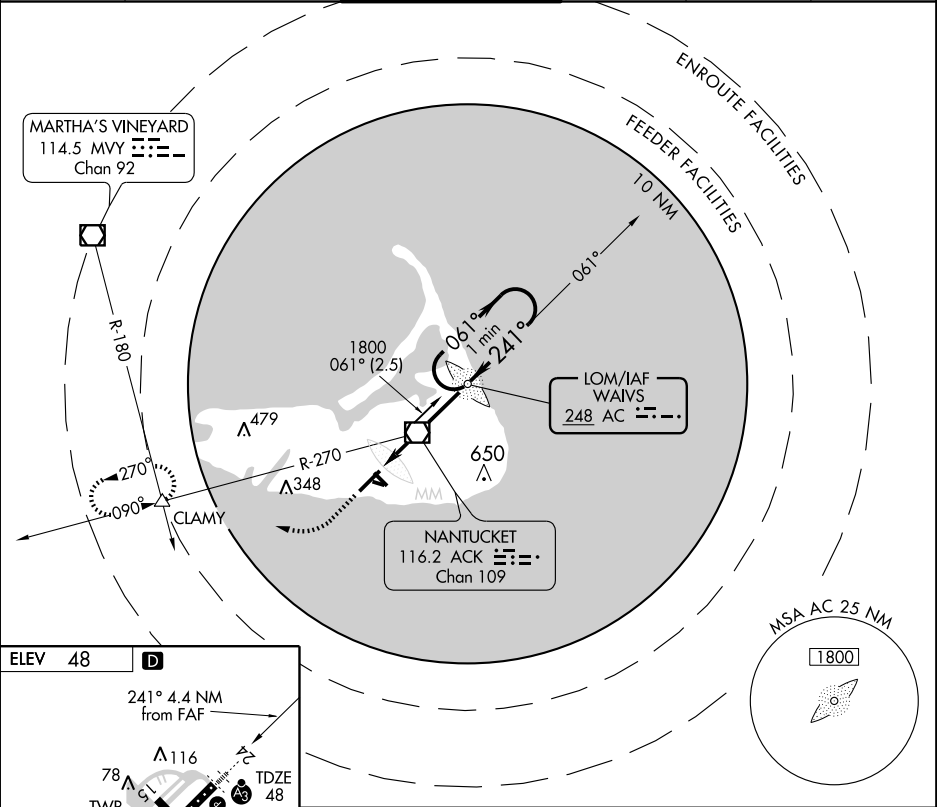 ENROUTE FACILITIES
FEEDER FACILITIES
10 NM
MARTHA'S VINEYARD
114.5 MVY
Chan 92
R-180
061°
061°
1 min
241°
1800
061° (2.5)
LOM/IAF
WAIVS
248 AC
479
R-270
650
348
MM
270°
090°
CLAMY
NANTUCKET
116.2 ACK
Chan 109
MSA AC 25 NM
1800
ELEV 48
D
241° 4.4 NM
from FAF
24
116
78
15
TWR
A3
TDZE
48